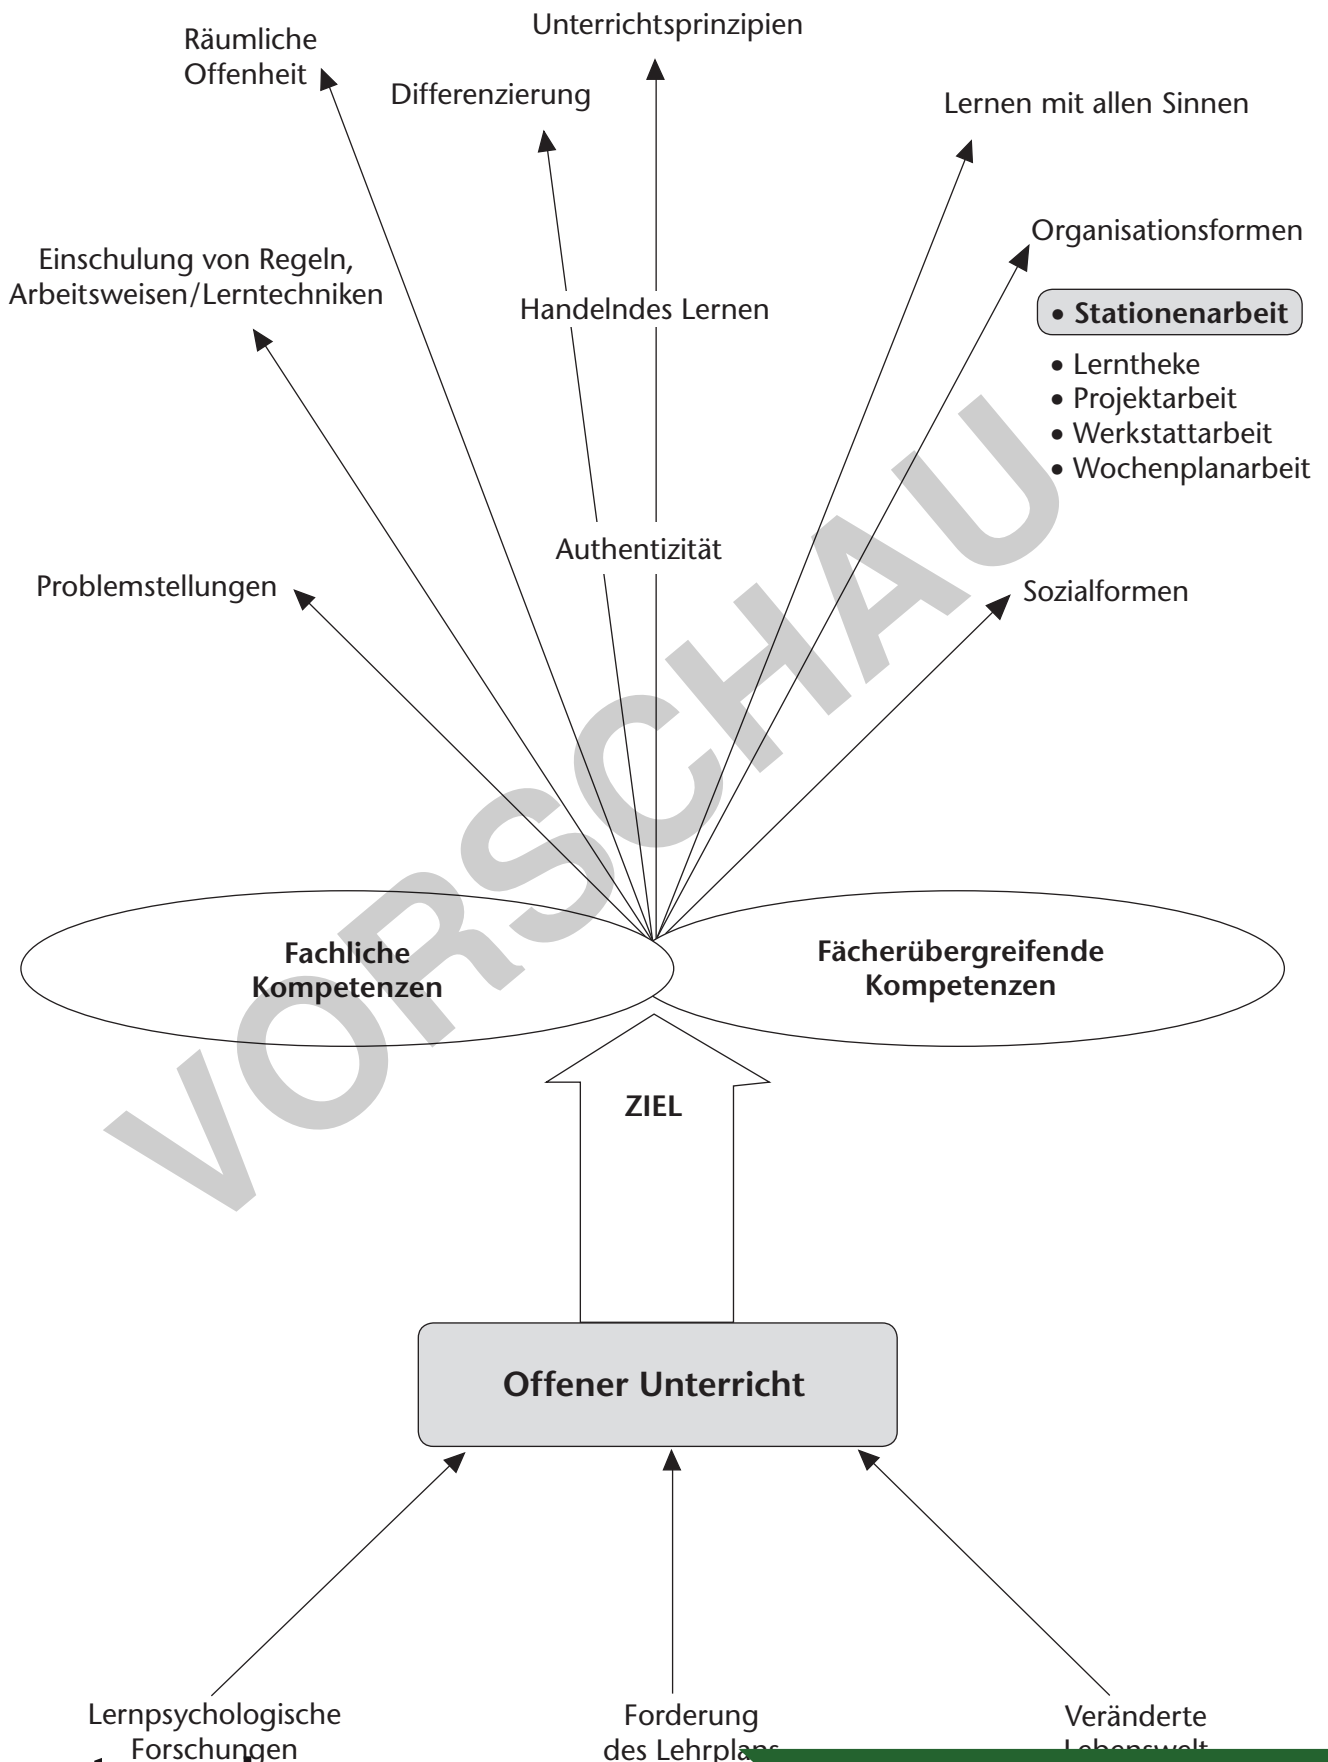 Unterrichtsprinzipien
Räumliche
Offenheit
Differenzierung
Lernen mit allen Sinnen
Organisationsformen
Einschulung von Regeln,
Arbeitsweisen/Lerntechniken
Handelndes Lernen
• Stationenarbeit
• Lerntheke
• Projektarbeit
• Werkstattarbeit
• Wochenplanarbeit
Authentizität
Problemstellungen
Sozialformen
VORSCHAU
Fachliche
Kompetenzen
Fächerübergreifende
Kompetenzen
ZIEL
Offener Unterricht
Lernpsychologische
Forschungen
Forderung
des Lehrplans
Veränderte
Lebenswelt